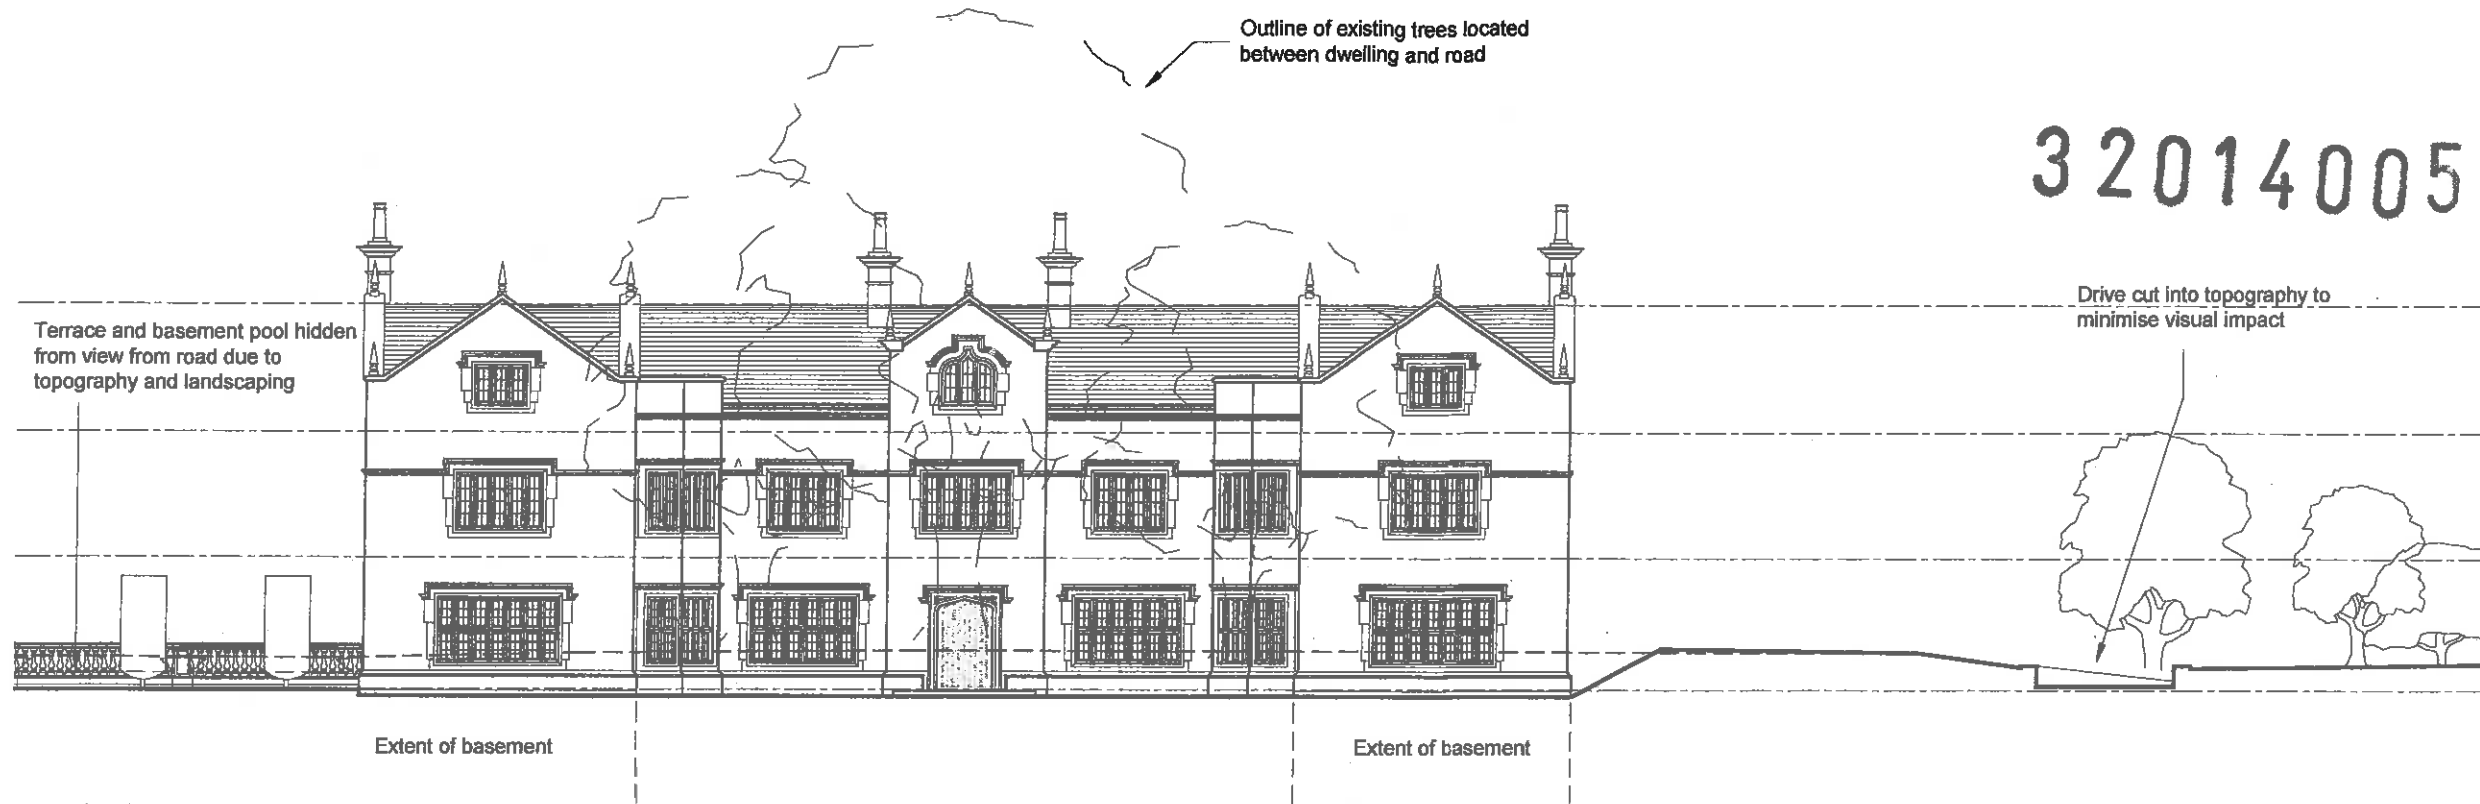 Outline of existing trees located
between dwelling and road
32014005
Terrace and basement pool hidden
from view from road due to
topography and landscaping
Drive cut into topography to
minimise visual impact
Extent of basement
Extent of basement